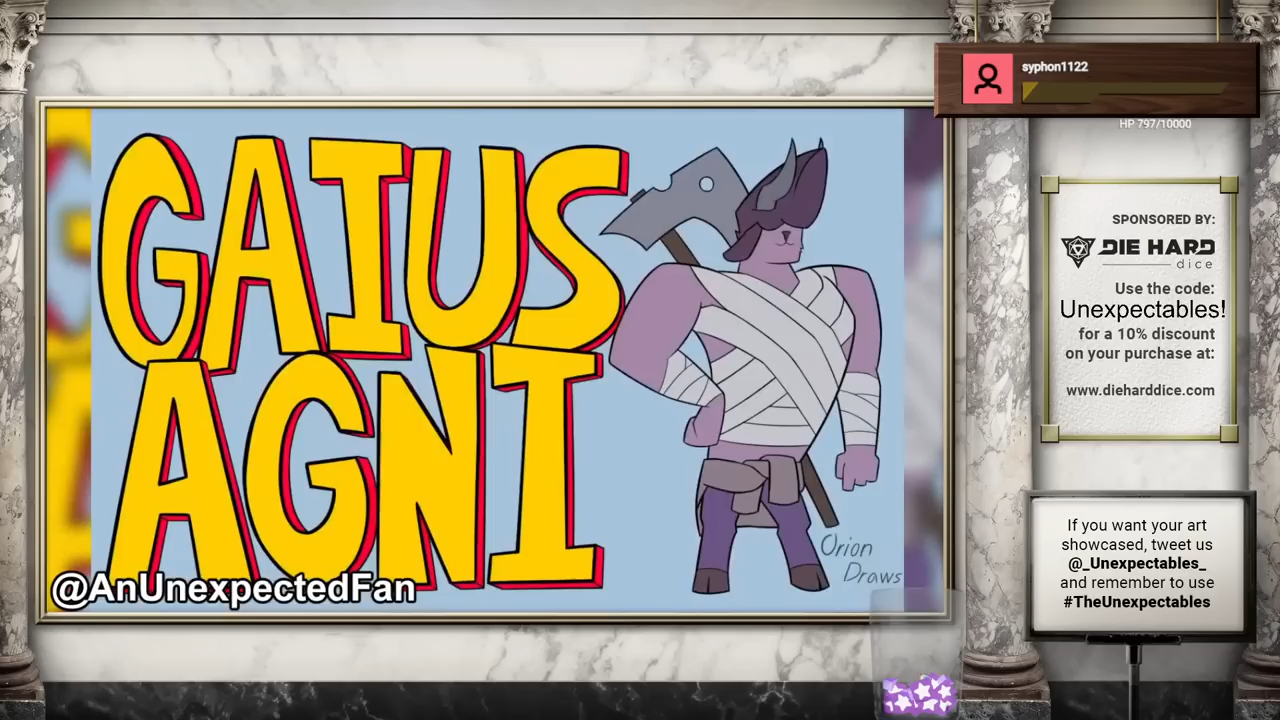 syphon1122
HP 797/10000
GAIUS
AGNI
Orion
Draws
@AnUnexpectedFan
SPONSORED BY:
DIE HARD
dice
Use the code:
Unexpectables!
for a 10% discount
on your purchase at:
www.dieharddice.com
If you want your art
showcased, tweet us
@_Unexpectables_
and remember to use
#TheUnexpectables